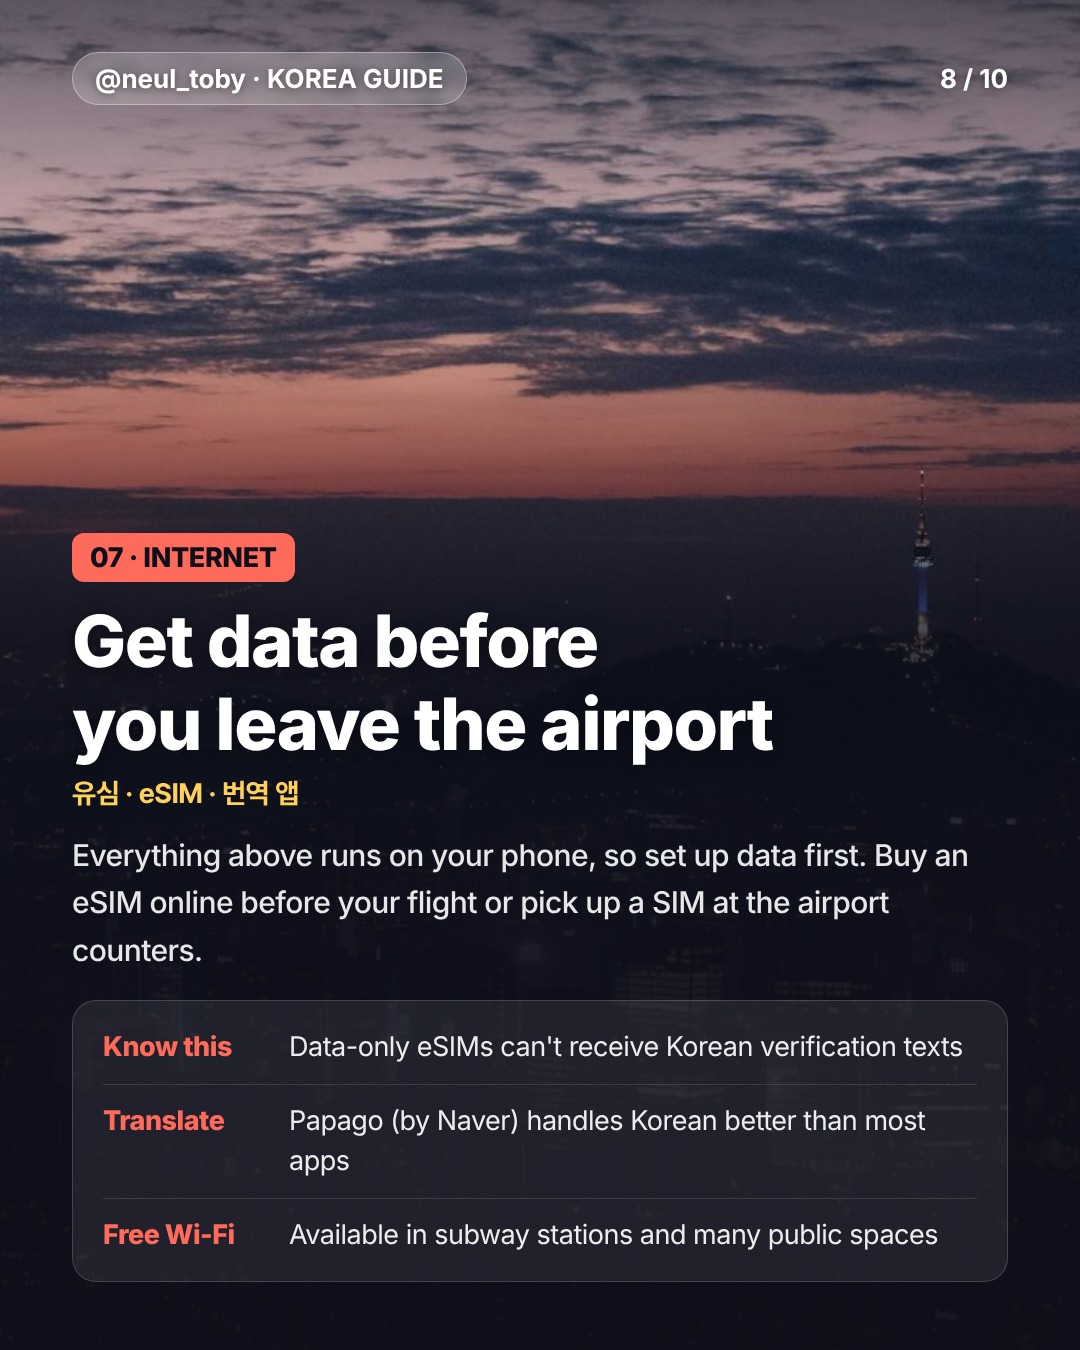 @neul_toby · KOREA GUIDE
8 / 10
07 · INTERNET
Get data before
you leave the airport
유심 · eSIM · 번역 앱
Everything above runs on your phone, so set up data first. Buy an
eSIM online before your flight or pick up a SIM at the airport
counters.
Know this
Data-only eSIMs can't receive Korean verification texts
Translate
Papago (by Naver) handles Korean better than most
apps
Free Wi-Fi
Available in subway stations and many public spaces